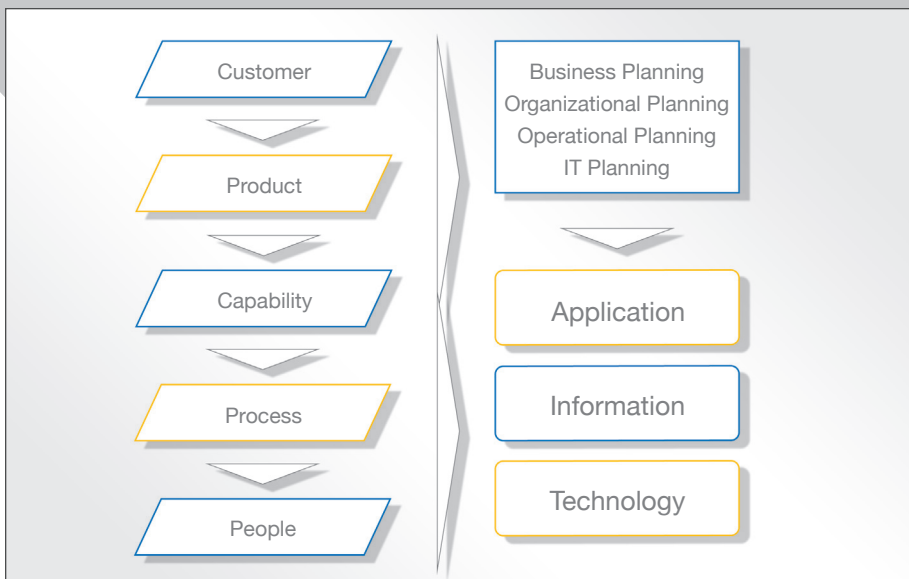 Customer
Product
Capability
Process
People
Business Planning
Organizational Planning
Operational Planning
IT Planning
Application
Information
Technology